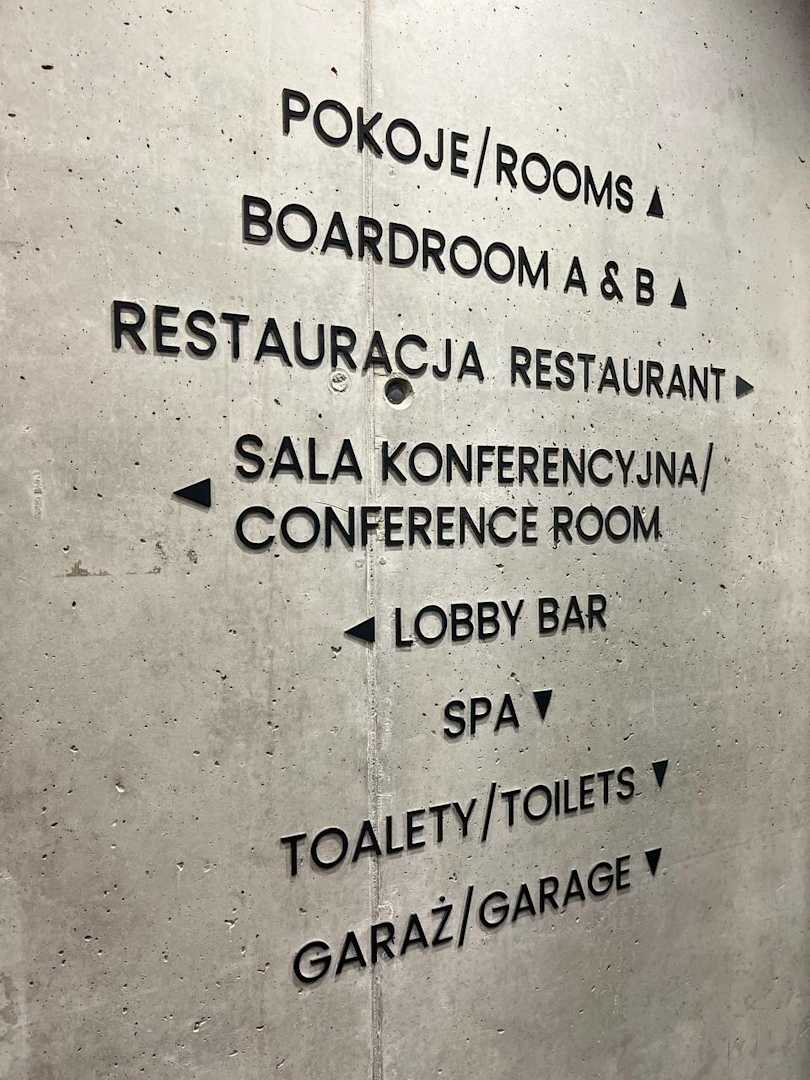 POKOJE/ROOMS ▲
BOARDROOM A & B ▲
RESTAURACJA RESTAURANT ▶
◀ SALA KONFERENCYJNA/
CONFERENCE ROOM
◀ LOBBY BAR
SPA ▼
TOALETY/TOILETS ▼
GARAŻ/GARAGE ▼